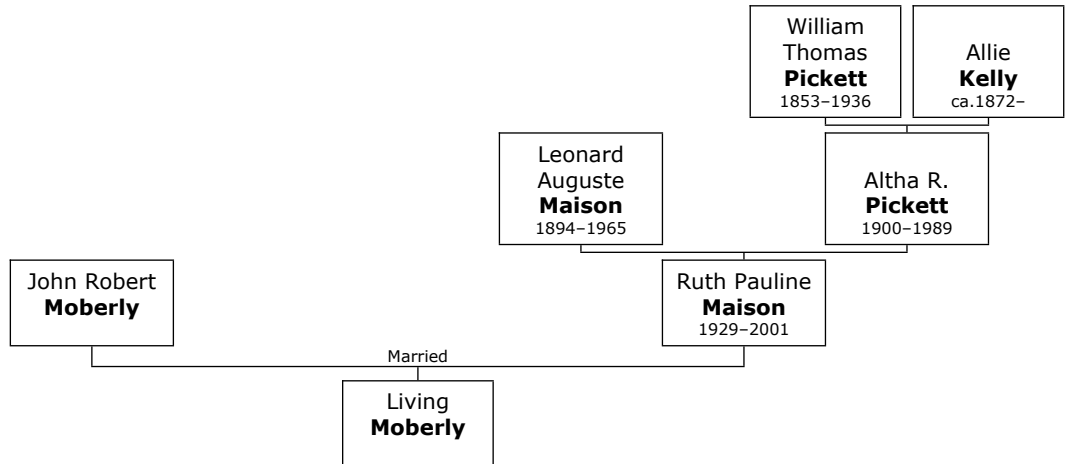 William
Thomas
Pickett
1853–1936
Allie
Kelly
ca.1872–
Leonard
Auguste
Maison
1894–1965
Altha R.
Pickett
1900–1989
John Robert
Moberly
Ruth Pauline
Maison
1929–2001
Married
Living
Moberly